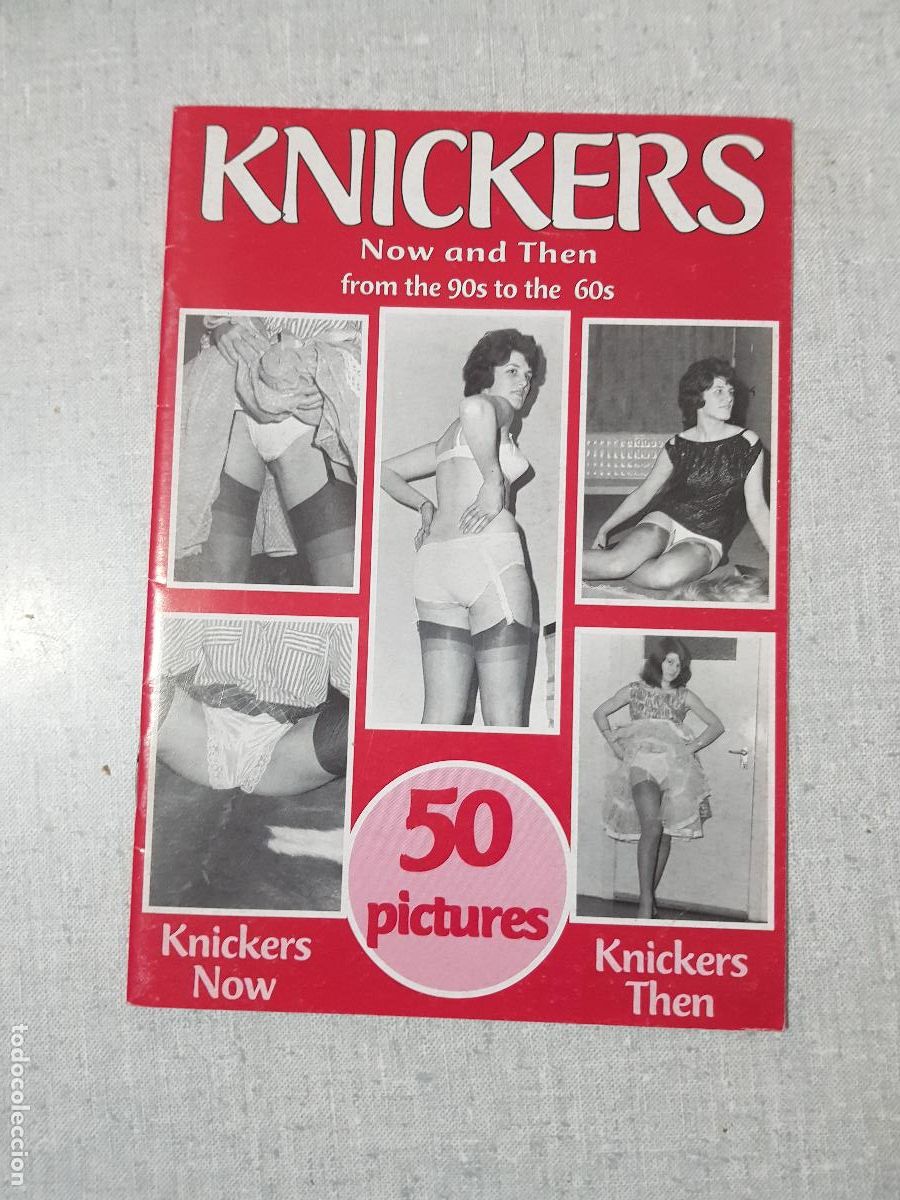 KNICKERS
Now and Then
from the 90s to the 60s
50
pictures
Knickers
Now
Knickers
Then
todocoleccion